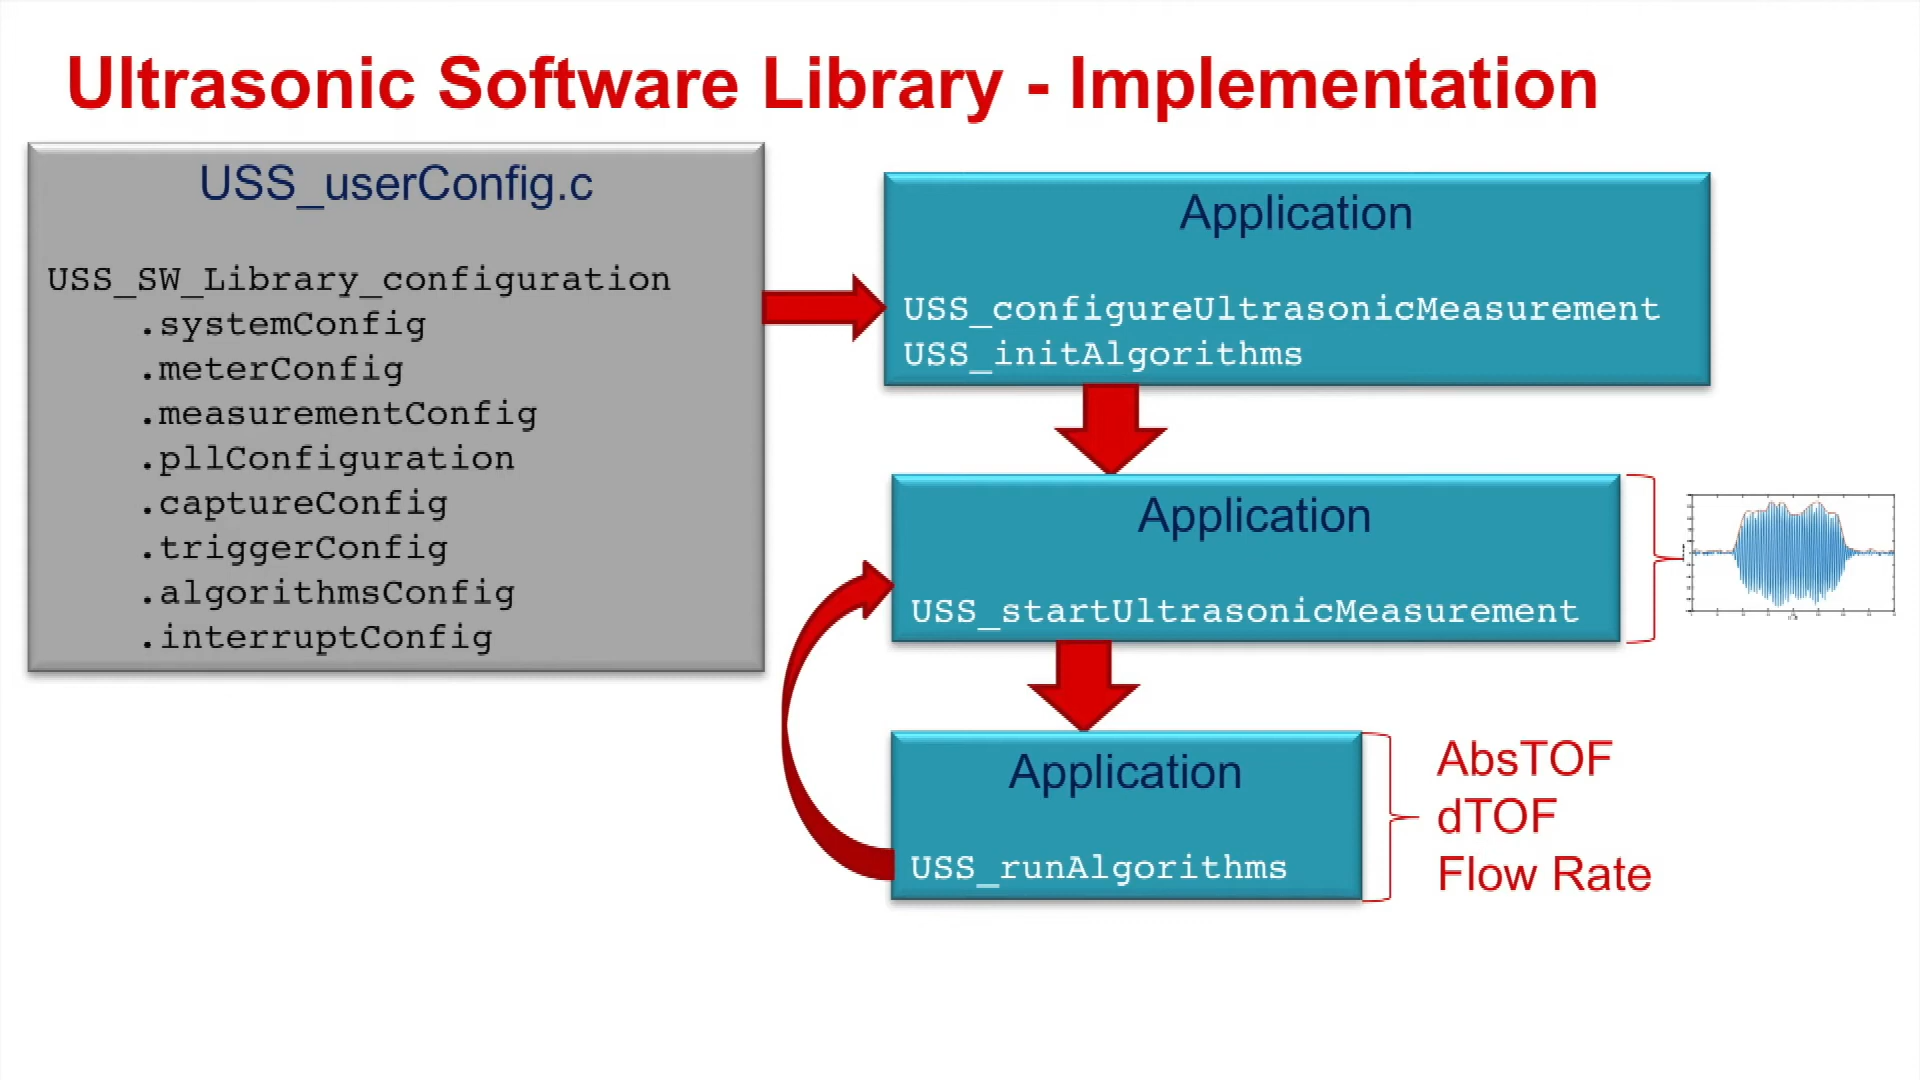 Ultrasonic Software Library - Implementation
USS_userConfig.c
USS_SW_Library_configuration
.systemConfig
.meterConfig
.measurementConfig
.pllConfiguration
.captureConfig
.triggerConfig
.algorithmsConfig
.interruptConfig
Application
USS_configureUltrasonicMeasurement
USS_initAlgorithms
Application
USS_startUltrasonicMeasurement
Application
USS_runAlgorithms
AbsTOF
dTOF
Flow Rate